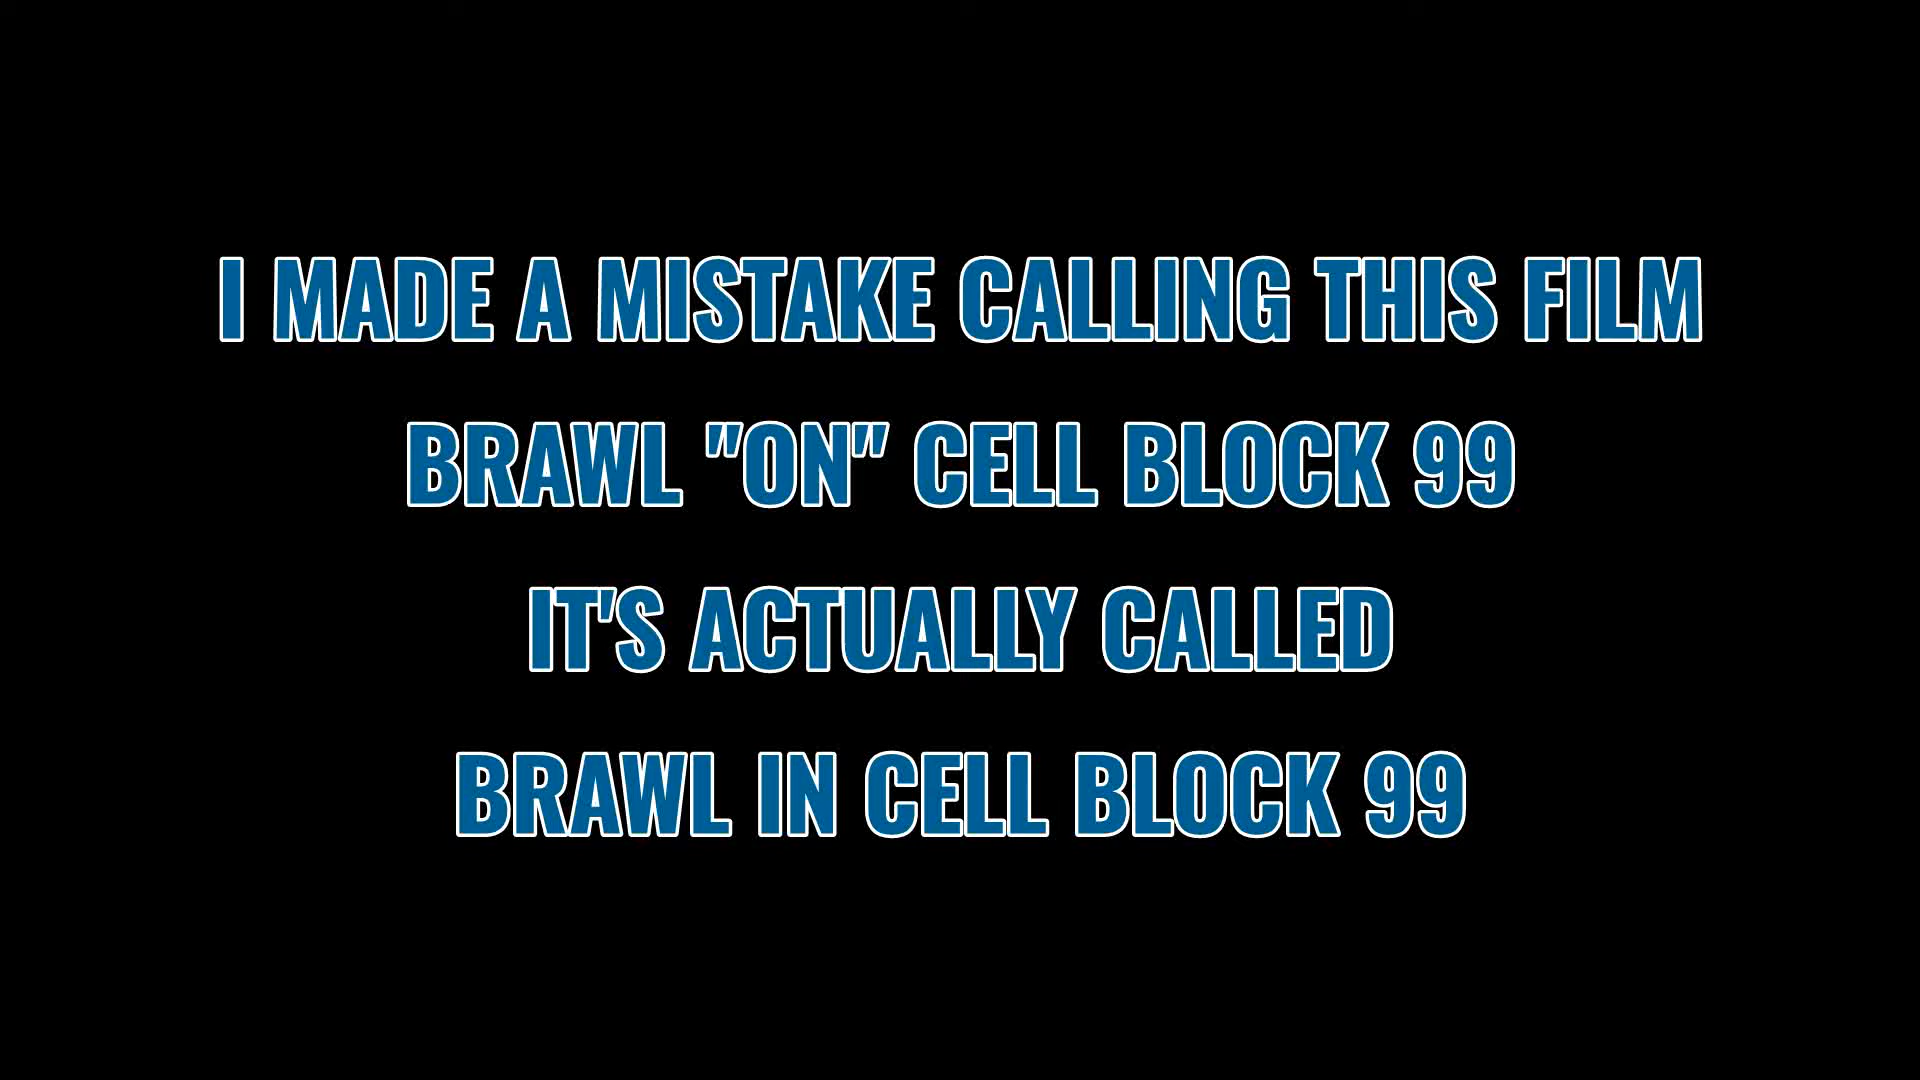 I MADE A MISTAKE CALLING THIS FILM
BRAWL "ON" CELL BLOCK 99
IT'S ACTUALLY CALLED
BRAWL IN CELL BLOCK 99